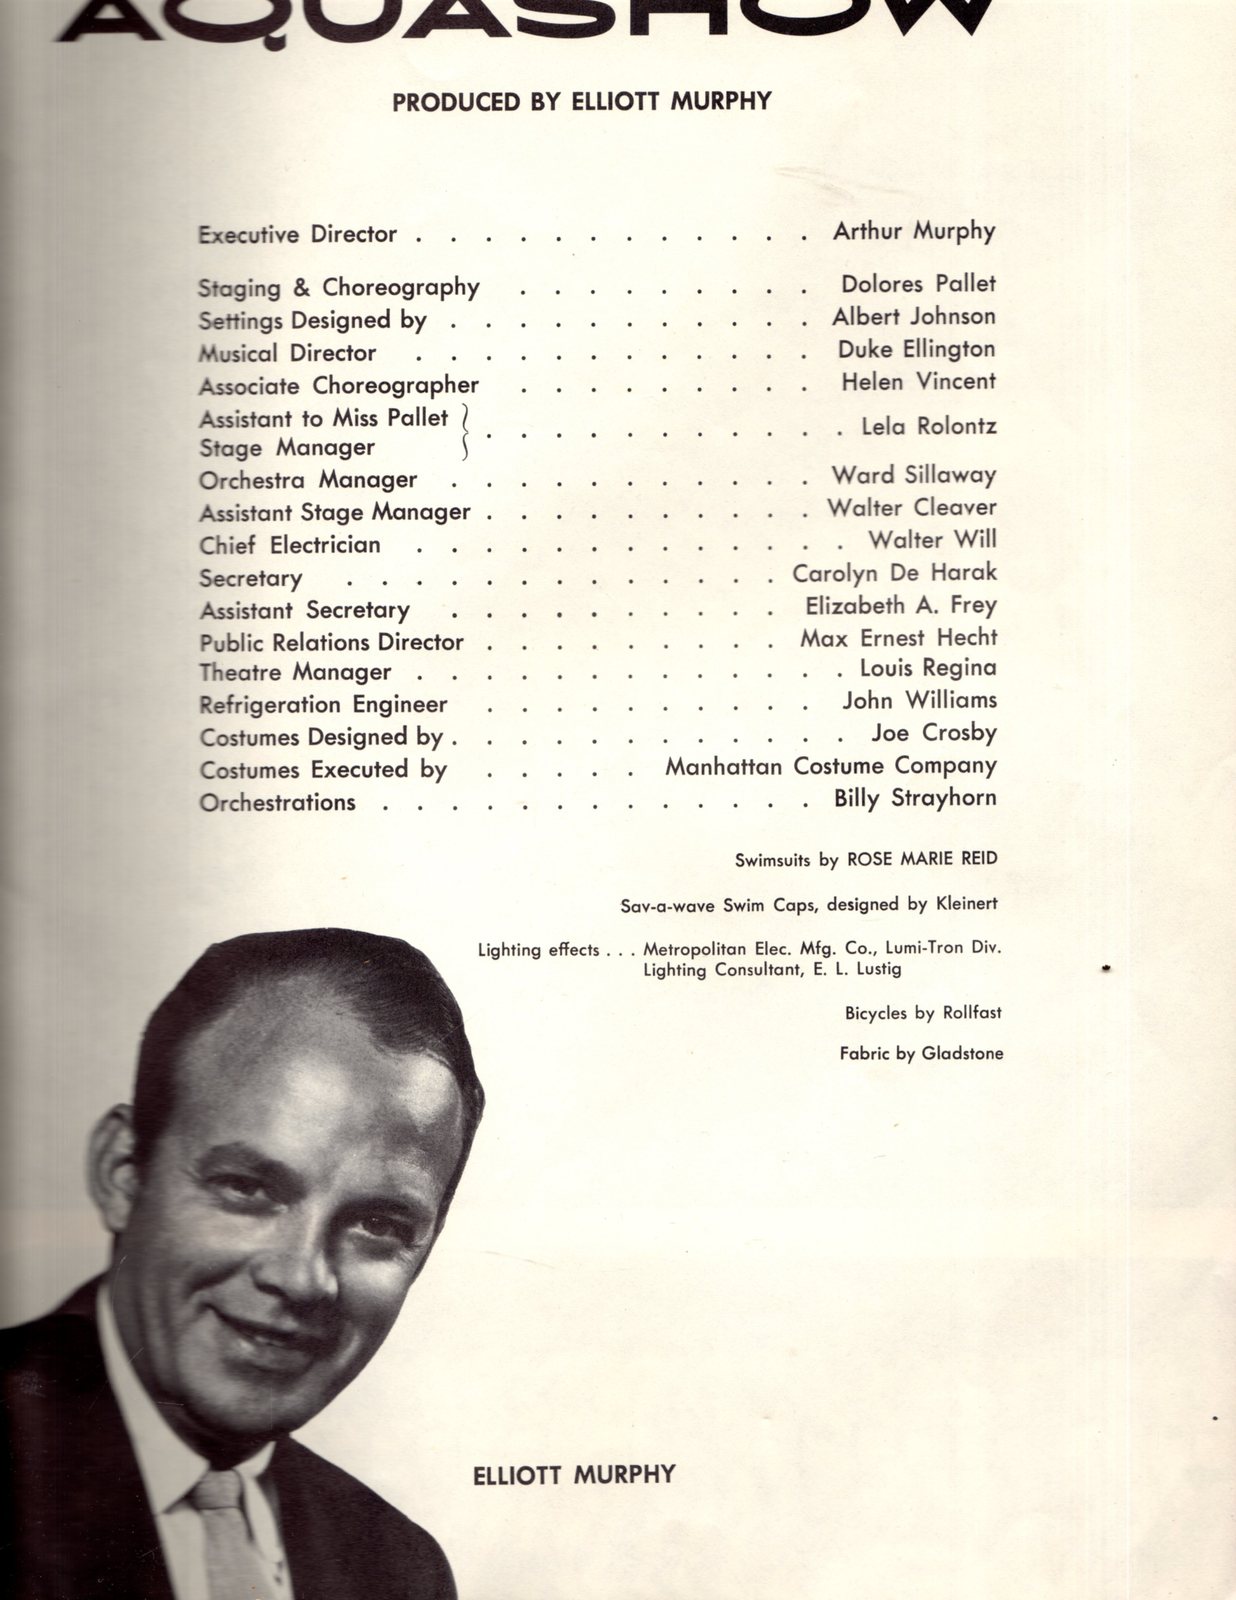 AQUASHOW
PRODUCED BY ELLIOTT MURPHY
Executive Director . . . . . . . . . . . . Arthur Murphy
Staging & Choreography . . . . . . . . . Dolores Pallet
Settings Designed by . . . . . . . . . . . Albert Johnson
Musical Director . . . . . . . . . . . . Duke Ellington
Associate Choreographer . . . . . . . . . Helen Vincent
Assistant to Miss Pallet }
Stage Manager . . . . . . . . . . . Lela Rolontz
Orchestra Manager . . . . . . . . . . . Ward Sillaway
Assistant Stage Manager . . . . . . . . . . Walter Cleaver
Chief Electrician . . . . . . . . . . . . . Walter Will
Secretary . . . . . . . . . . . . . Carolyn De Harak
Assistant Secretary . . . . . . . . . . Elizabeth A. Frey
Public Relations Director . . . . . . . . . Max Ernest Hecht
Theatre Manager . . . . . . . . . . . . . Louis Regina
Refrigeration Engineer . . . . . . . . . . John Williams
Costumes Designed by . . . . . . . . . . . . Joe Crosby
Costumes Executed by . . . . . Manhattan Costume Company
Orchestrations . . . . . . . . . . . . . Billy Strayhorn
Swimsuits by ROSE MARIE REID
Sav-a-wave Swim Caps, designed by Kleinert
Lighting effects . . . Metropolitan Elec. Mfg. Co., Lumi-Tron Div.
Lighting Consultant, E. L. Lustig
Bicycles by Rollfast
Fabric by Gladstone
ELLIOTT MURPHY